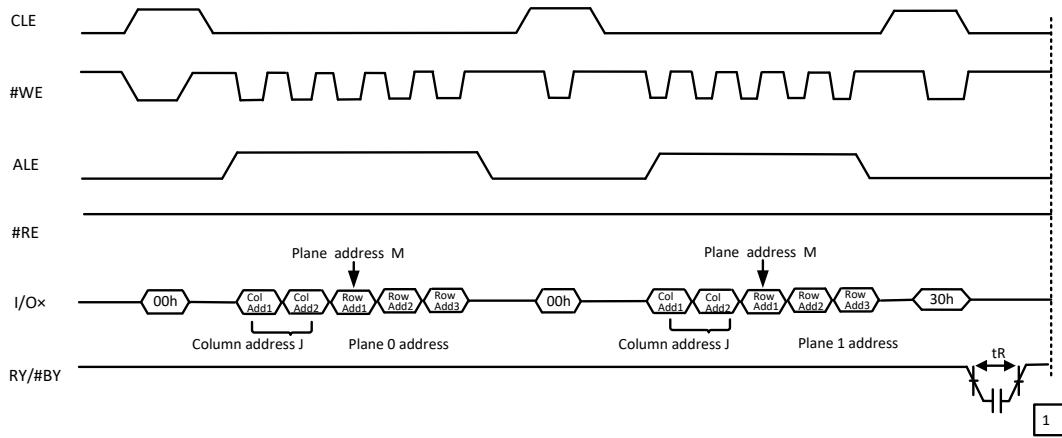 CLE
#WE
ALE
#RE
Plane address M
Plane address M
I/O×
00h
Col Add1
Col Add2
Row Add1
Row Add2
Row Add3
00h
Col Add1
Col Add2
Row Add1
Row Add2
Row Add3
30h
Column address J
Plane 0 address
Column address J
Plane 1 address
tR
RY/#BY
1